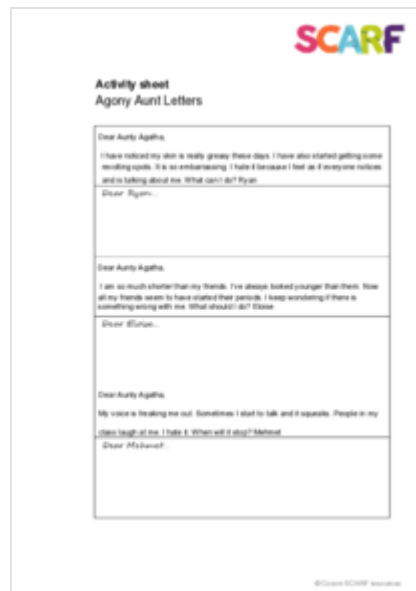 SCARF
Activity sheet
Agony Aunt Letters
Dear Aunty Agatha,
I have noticed my skin is really greasy these days. I have also started getting some
revolting spots. It is so embarrassing. I hate it because I feel as if everyone notices
and is talking about me. What can I do? Ryan
Dear Ryan...
Dear Aunty Agatha,
I am so much shorter than my friends. I've always looked younger than them. Now
all my friends seem to have started their periods. I keep wondering if there is
something wrong with me. What should I do? Eloise
Dear Eloise...
Dear Aunty Agatha,
My voice is freaking me out. Sometimes I start to talk and it squeaks. People in my
class laugh at me. I hate it. When will it stop? Mehmet
Dear Mehmet...
© Coram SCARF resources